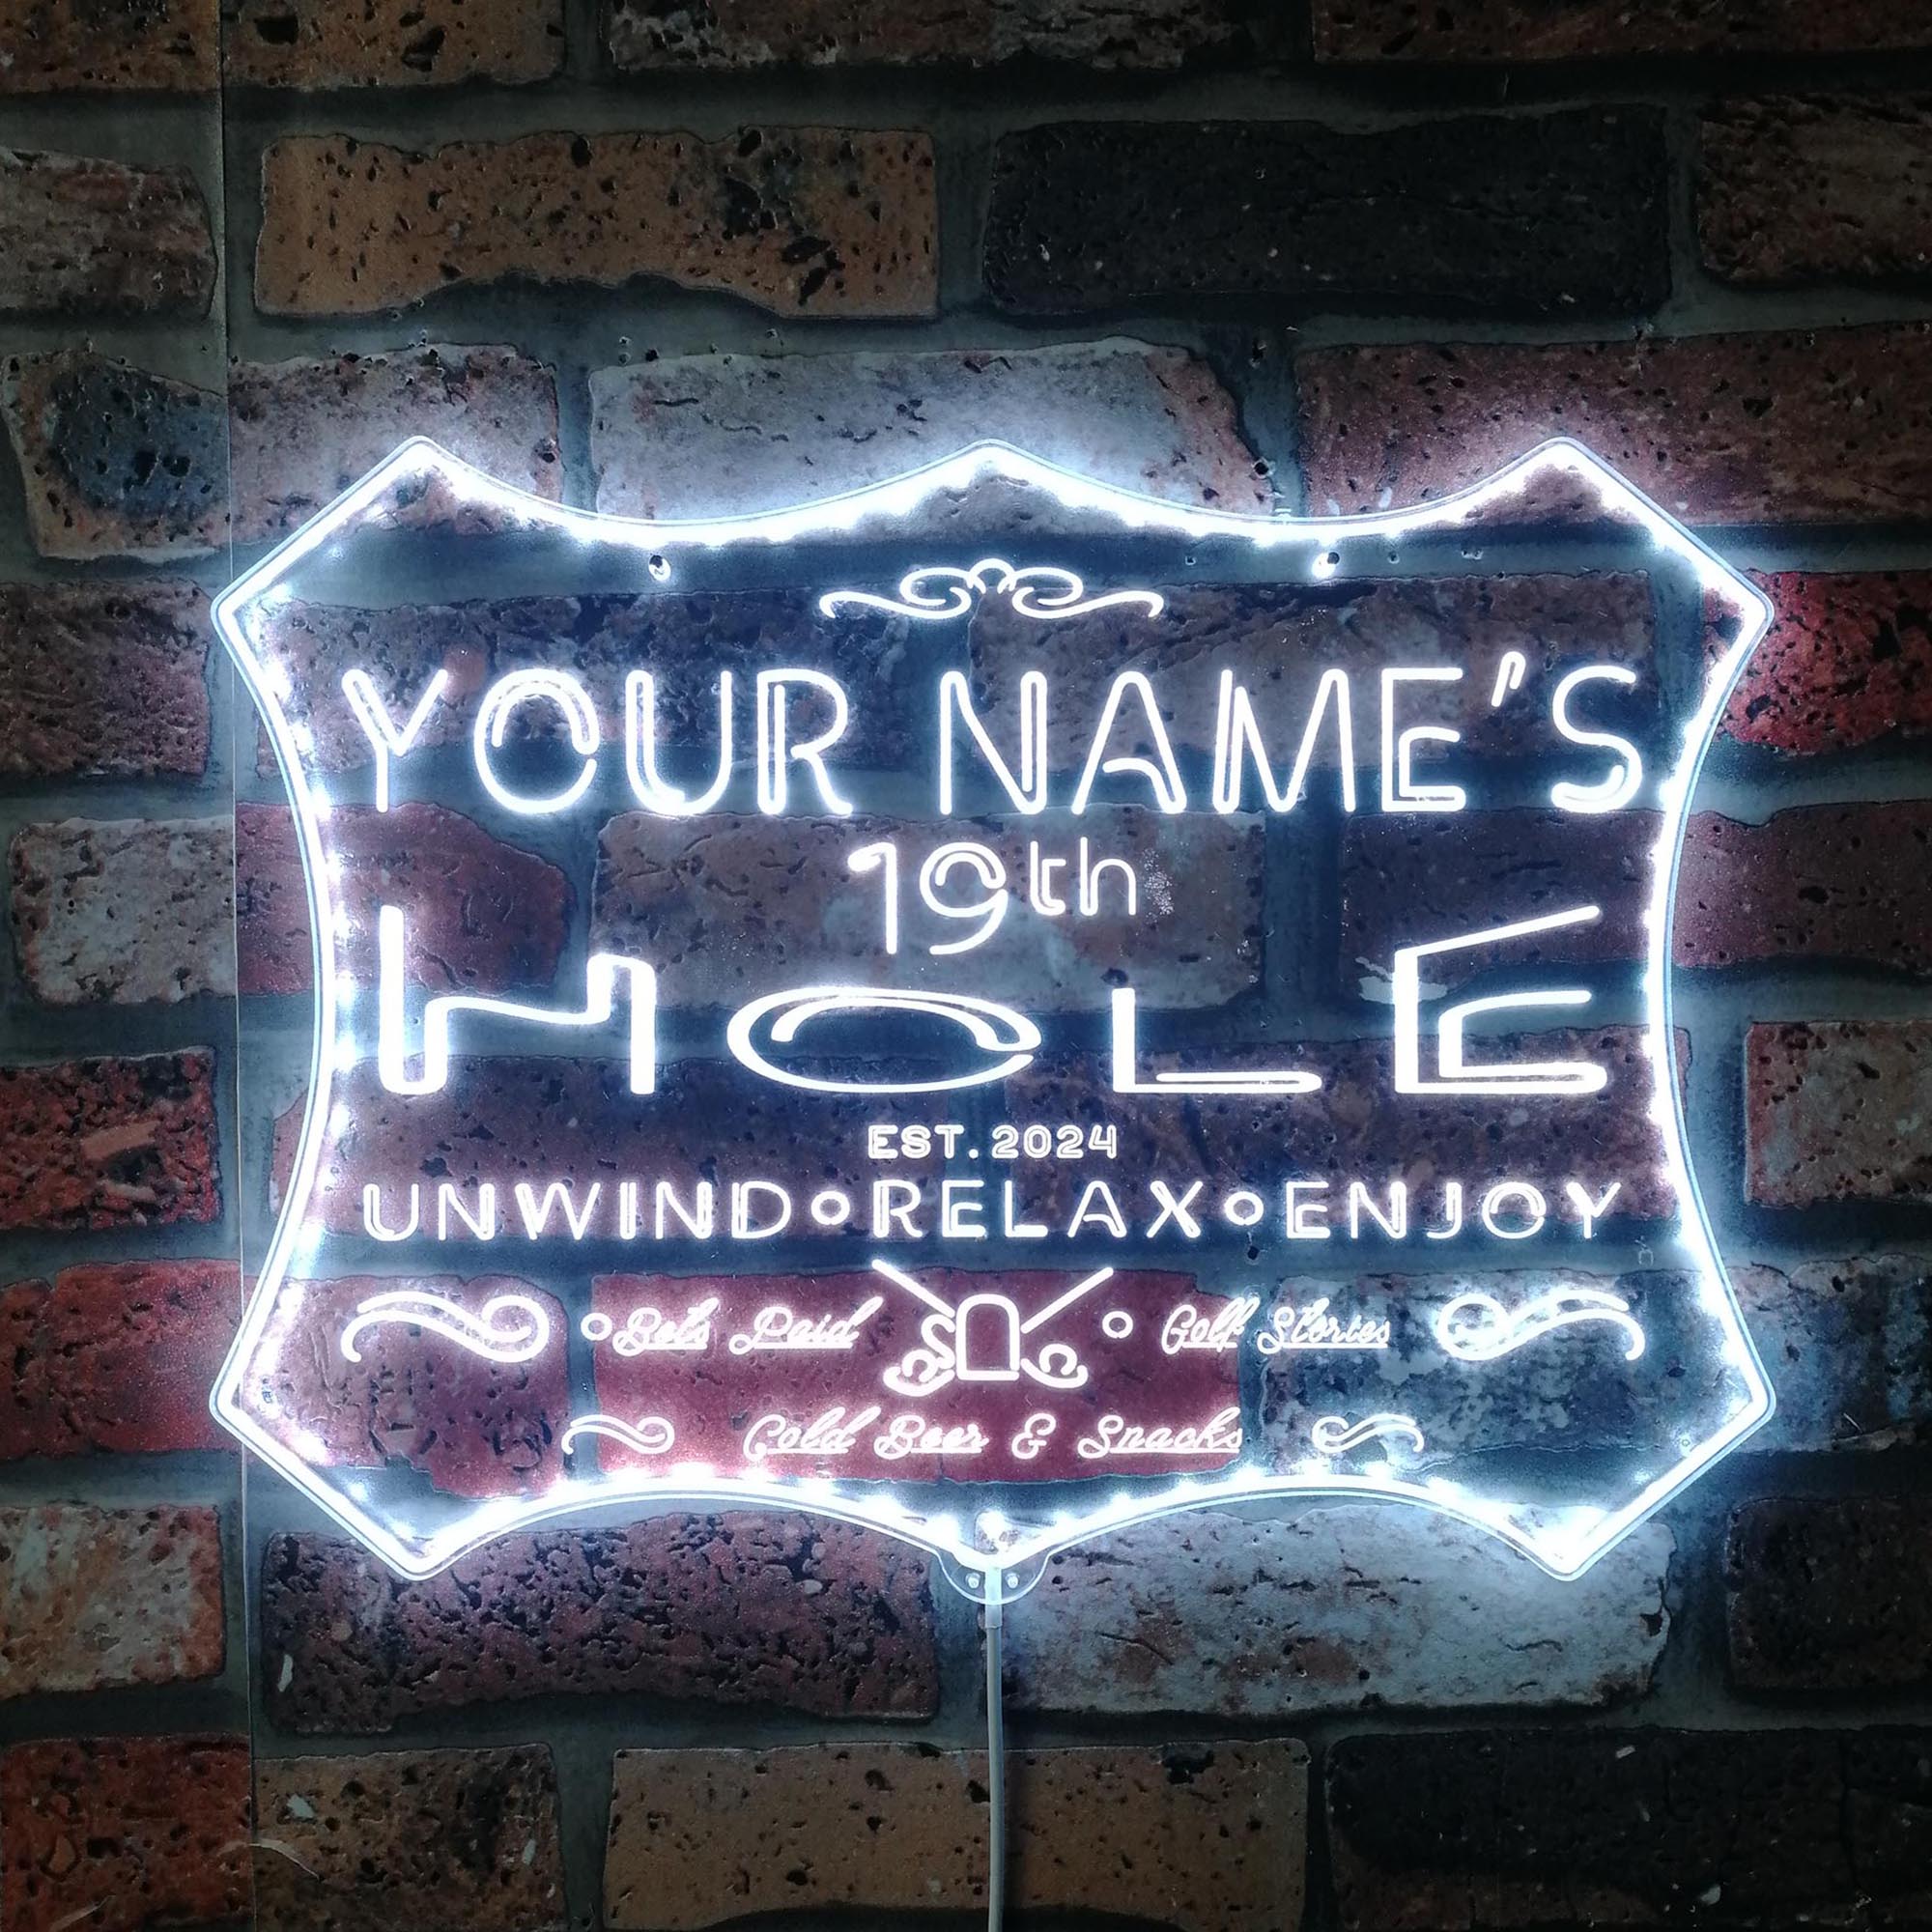 YOUR NAME'S
19th
HOLE
EST. 2024
UNWIND•RELAX•ENJOY
•Bets Paid • Golf Stories
Cold Beer & Snacks